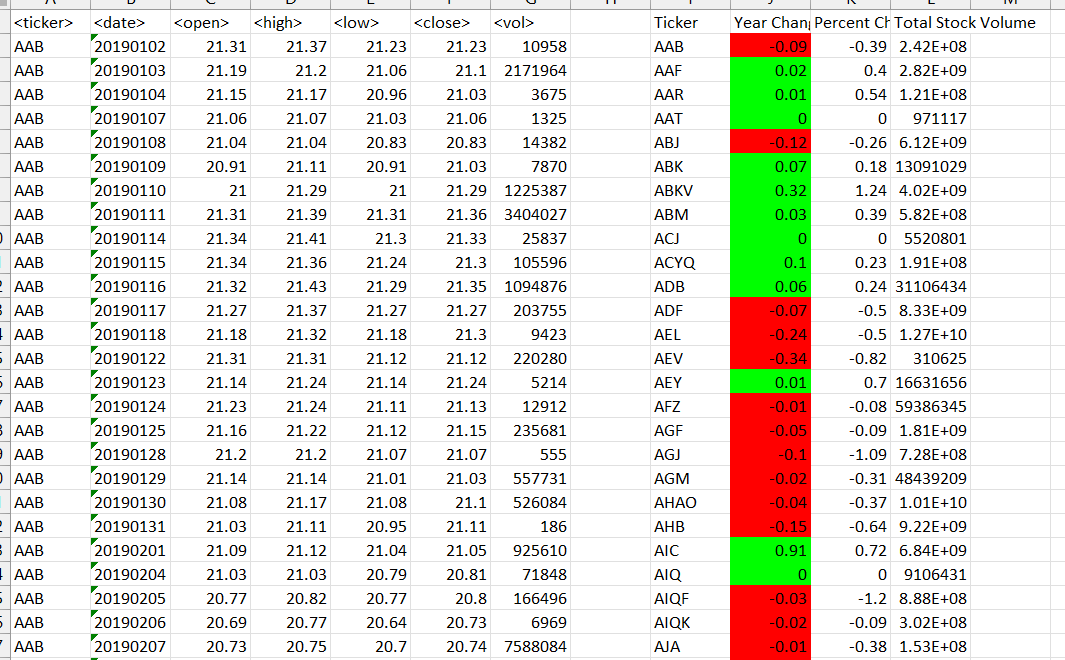 <ticker> <date> <open> <high> <low> <close> <vol> Ticker Year Chang Percent Ch Total Stock Volume
AAB 20190102 21.31 21.37 21.23 21.23 10958 AAB -0.09 -0.39 2.42E+08
AAB 20190103 21.19 21.2 21.06 21.1 2171964 AAF 0.02 0.4 2.82E+09
AAB 20190104 21.15 21.17 20.96 21.03 3675 AAR 0.01 0.54 1.21E+08
AAB 20190107 21.06 21.07 21.03 21.06 1325 AAT 0 0 971117
AAB 20190108 21.04 21.04 20.83 20.83 14382 ABJ -0.12 -0.26 6.12E+09
AAB 20190109 20.91 21.11 20.91 21.03 7870 ABK 0.07 0.18 13091029
AAB 20190110 21 21.29 21 21.29 1225387 ABKV 0.32 1.24 4.02E+09
AAB 20190111 21.31 21.39 21.31 21.36 3404027 ABM 0.03 0.39 5.82E+08
AAB 20190114 21.34 21.41 21.3 21.33 25837 ACJ 0 0 5520801
AAB 20190115 21.34 21.36 21.24 21.3 105596 ACYQ 0.1 0.23 1.91E+08
AAB 20190116 21.32 21.43 21.29 21.35 1094876 ADB 0.06 0.24 31106434
AAB 20190117 21.27 21.37 21.27 21.27 203755 ADF -0.07 -0.5 8.33E+09
AAB 20190118 21.18 21.32 21.18 21.3 9423 AEL -0.24 -0.5 1.27E+10
AAB 20190122 21.31 21.31 21.12 21.12 220280 AEV -0.34 -0.82 310625
AAB 20190123 21.14 21.24 21.14 21.24 5214 AEY 0.01 0.7 16631656
AAB 20190124 21.23 21.24 21.11 21.13 12912 AFZ -0.01 -0.08 59386345
AAB 20190125 21.16 21.22 21.12 21.15 235681 AGF -0.05 -0.09 1.81E+09
AAB 20190128 21.2 21.2 21.07 21.07 555 AGJ -0.1 -1.09 7.28E+08
AAB 20190129 21.14 21.14 21.01 21.03 557731 AGM -0.02 -0.31 48439209
AAB 20190130 21.08 21.17 21.08 21.1 526084 AHAO -0.04 -0.37 1.01E+10
AAB 20190131 21.03 21.11 20.95 21.11 186 AHB -0.15 -0.64 9.22E+09
AAB 20190201 21.09 21.12 21.04 21.05 925610 AIC 0.91 0.72 6.84E+09
AAB 20190204 21.03 21.03 20.79 20.81 71848 AIQ 0 0 9106431
AAB 20190205 20.77 20.82 20.77 20.8 166496 AIQF -0.03 -1.2 8.88E+08
AAB 20190206 20.69 20.77 20.64 20.73 6969 AIQK -0.02 -0.09 3.02E+08
AAB 20190207 20.73 20.75 20.7 20.74 7588084 AJA -0.01 -0.38 1.53E+08